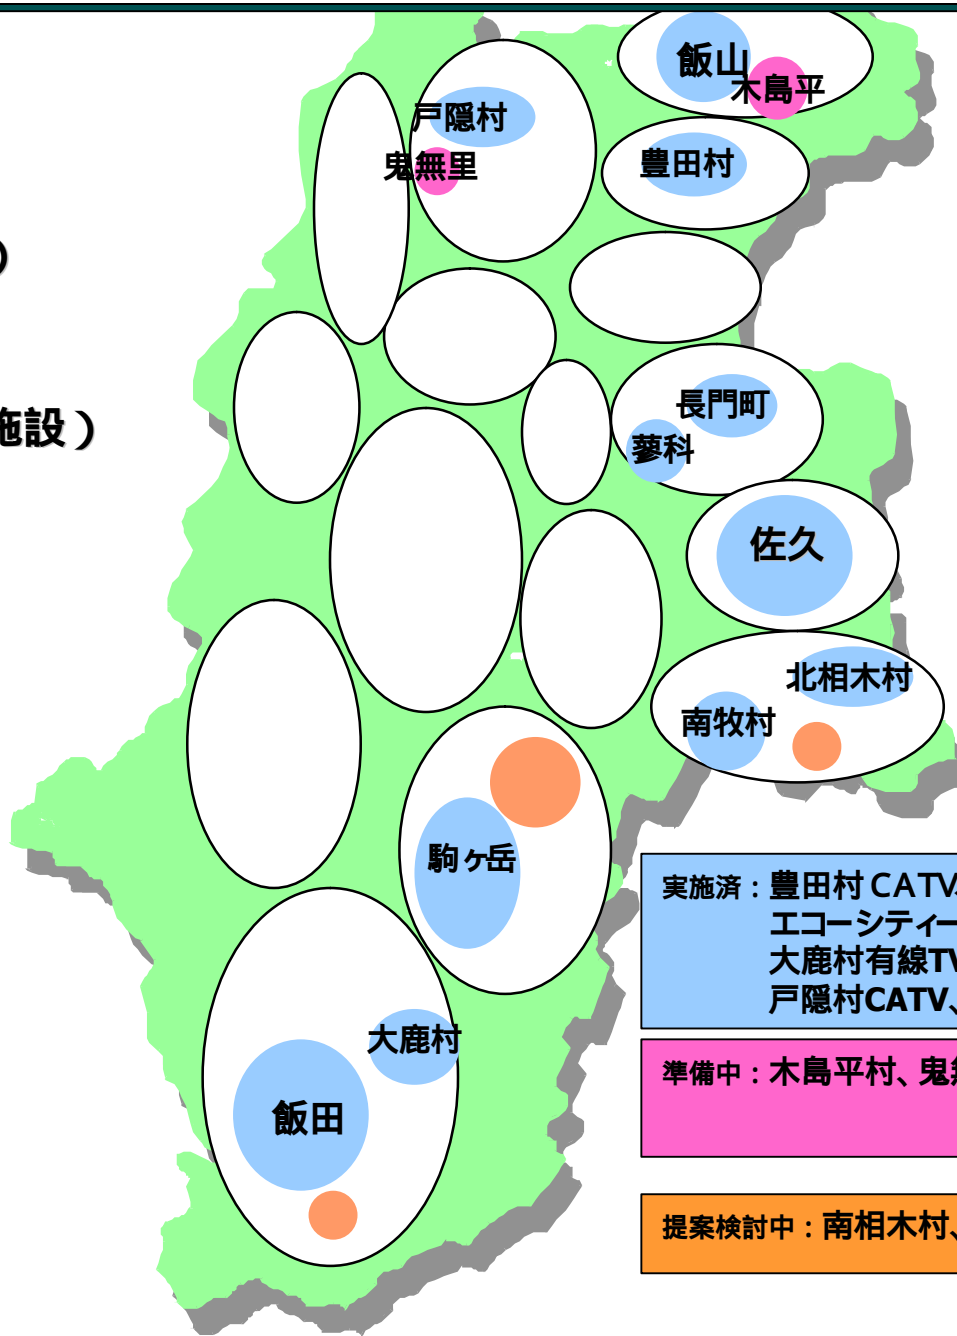 飯山
木島平
戸隠村
鬼無里
豊田村
)
施設）
長門町
蓼科
佐久
北相木村
南牧村
駒ヶ岳
大鹿村
飯田
実施済：豊田村CATV
エコーシティー
大鹿村有線TV
戸隠村CATV、
準備中：木島平村、鬼無
提案検討中：南相木村、